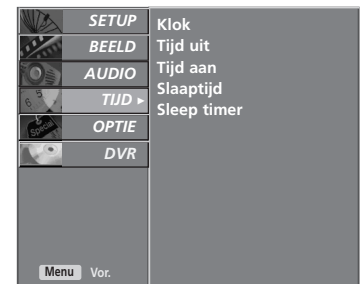 SETUP
BEELD
AUDIO
TIJD ▸
OPTIE
DVR
Klok
Tijd uit
Tijd aan
Slaaptijd
Sleep timer
Menu Vor.